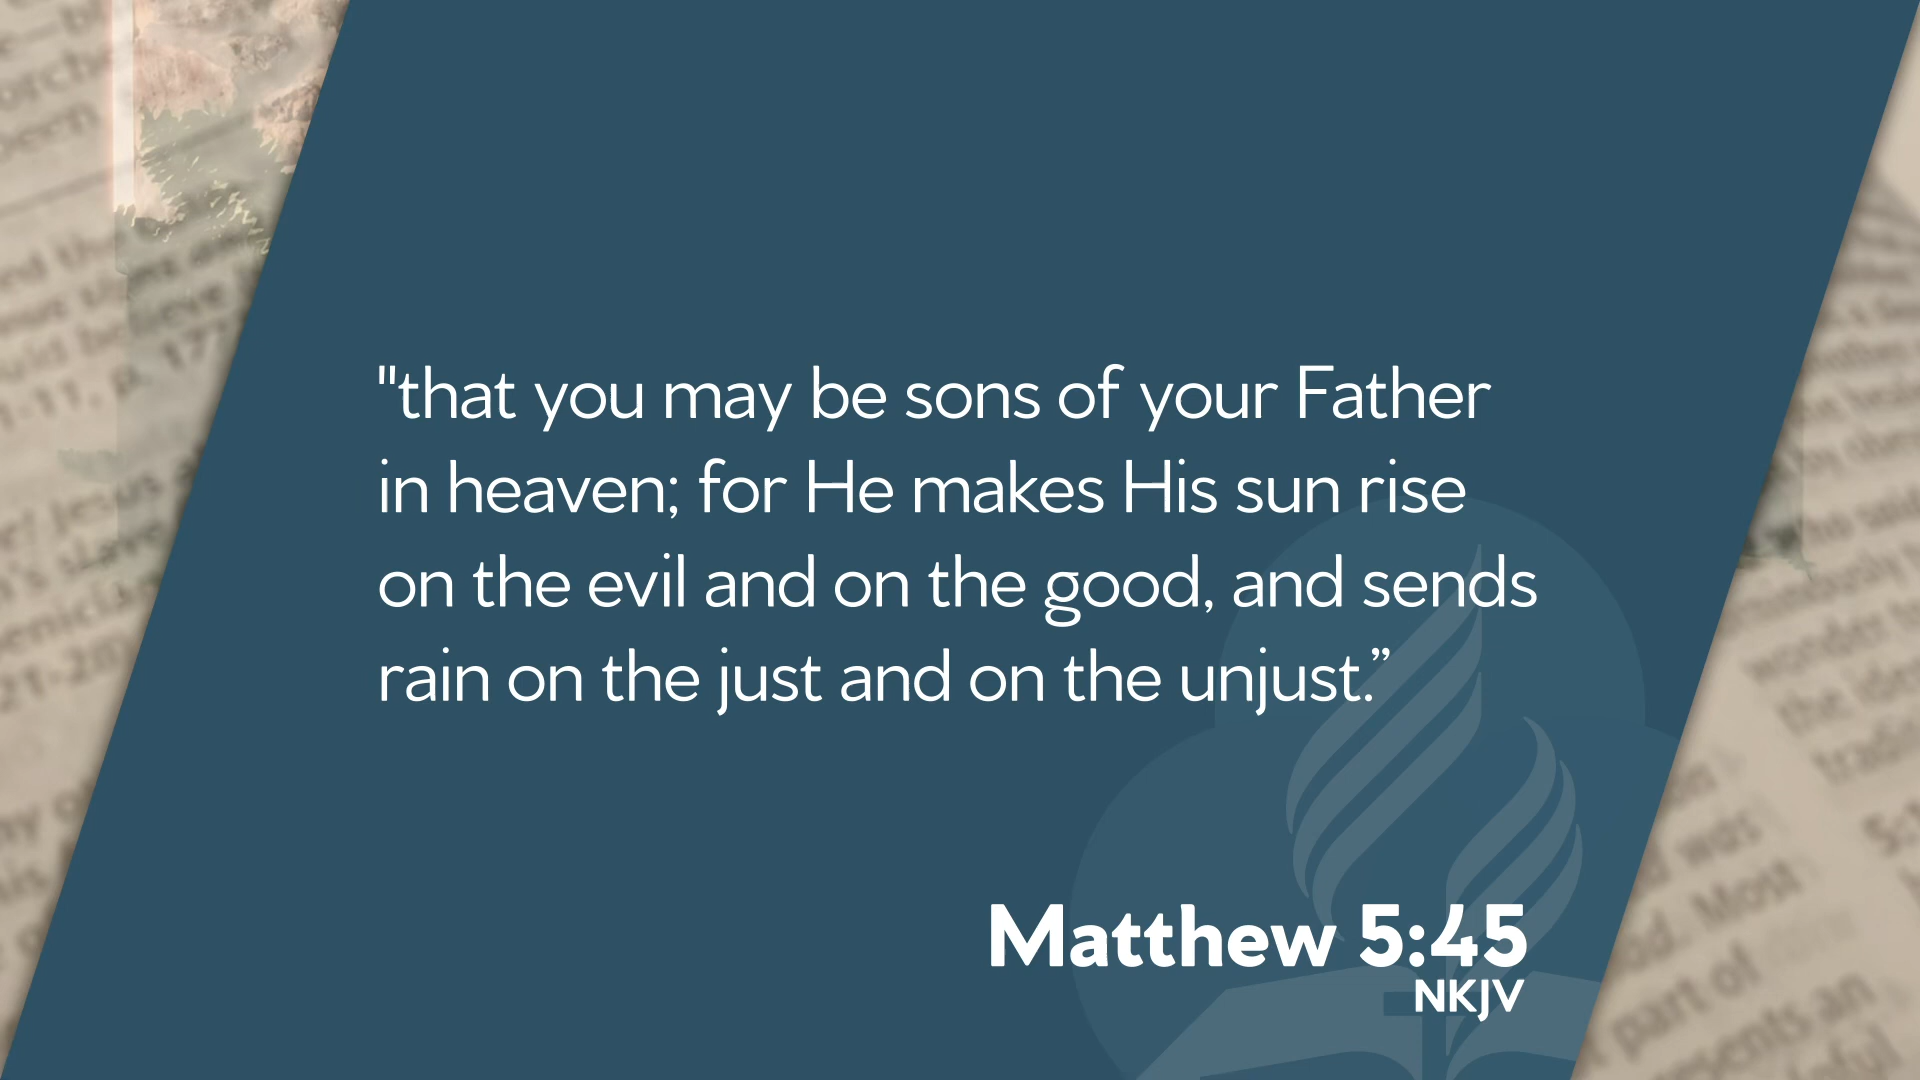 "that you may be sons of your Father
in heaven; for He makes His sun rise
on the evil and on the good, and sends
rain on the just and on the unjust.”
Matthew 5:45
NKJV